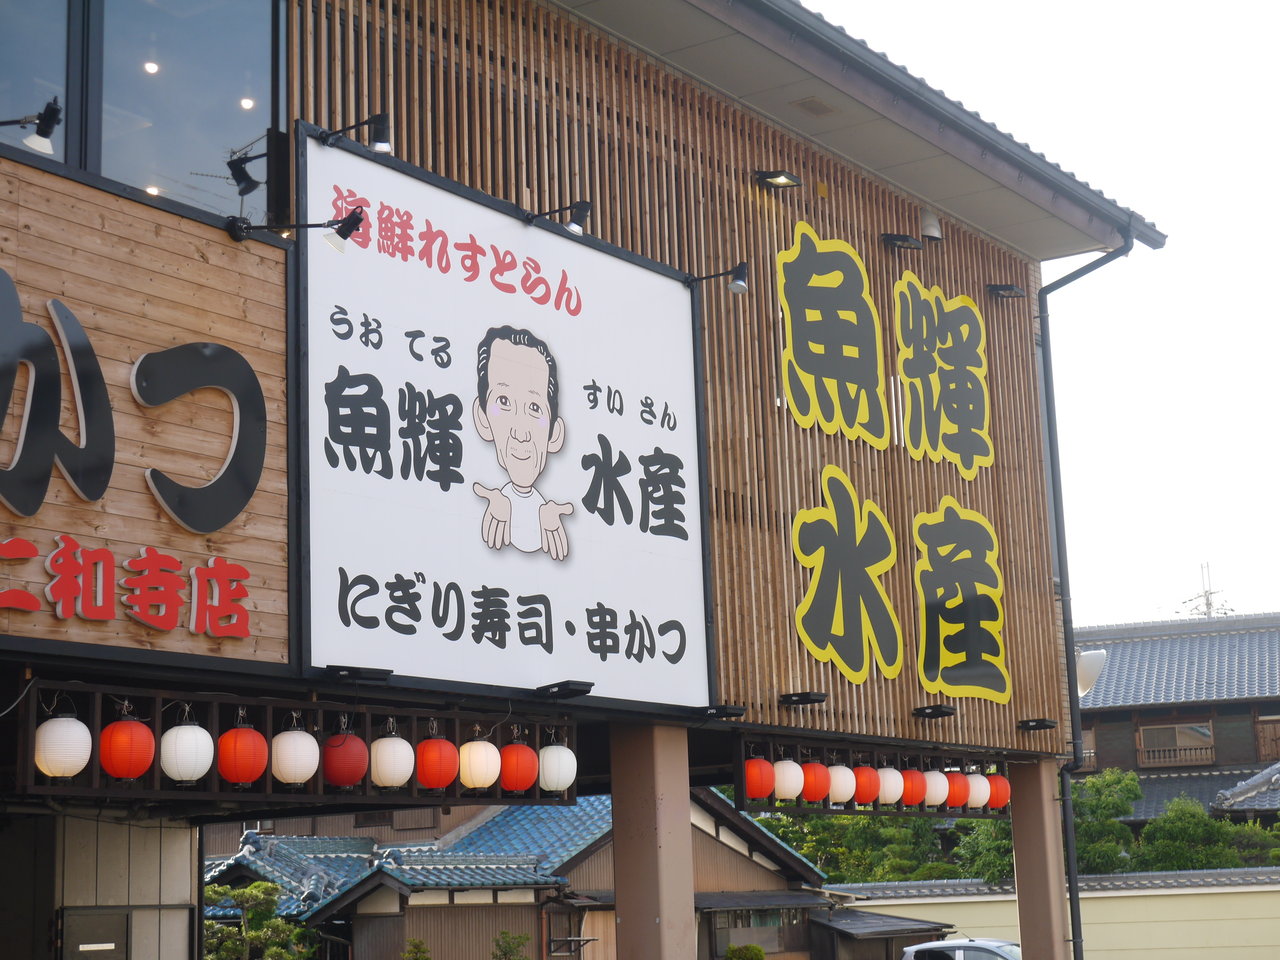 かつ
仁和寺店
海鮮れすとらん
うおてる
魚輝
すいさん
水産
にぎり寿司・串かつ
魚輝
水産